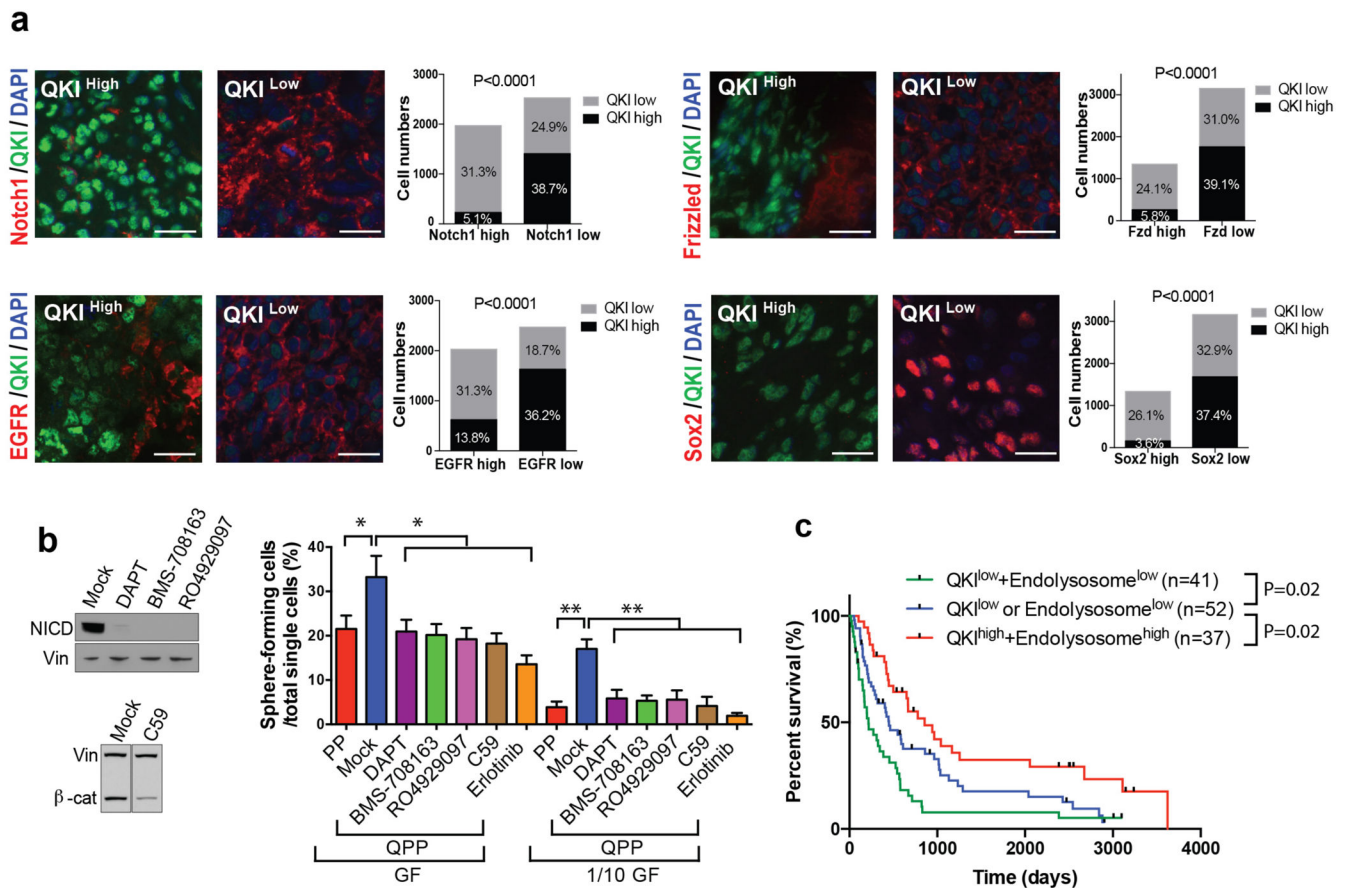 a
Notch1/QKI/DAPI
QKI High
QKI Low
P<0.0001
QKI low
QKI high
Cell numbers
3000
2000
1000
0
31.3%
5.1%
24.9%
38.7%
Notch1 high
Notch1 low
Frizzled/QKI/DAPI
QKI High
QKI Low
P<0.0001
QKI low
QKI high
Cell numbers
3000
2000
1000
0
24.1%
5.8%
31.0%
39.1%
Fzd high
Fzd low
EGFR/QKI/DAPI
QKI High
QKI Low
P<0.0001
QKI low
QKI high
Cell numbers
3000
2000
1000
0
31.3%
13.8%
18.7%
36.2%
EGFR high
EGFR low
Sox2/QKI/DAPI
QKI High
QKI Low
P<0.0001
QKI low
QKI high
Cell numbers
3000
2000
1000
0
26.1%
3.6%
32.9%
37.4%
Sox2 high
Sox2 low
b
Mock
DAPT
BMS-708163
RO4929097
NICD
Vin
Mock
C59
Vin
β-cat
Sphere-forming cells
/total single cells (%)
40
30
20
10
0
*
*
**
**
PP
Mock
DAPT
BMS-708163
RO4929097
C59
Erlotinib
PP
Mock
DAPT
BMS-708163
RO4929097
C59
Erlotinib
QPP
QPP
GF
1/10 GF
c
QKIlow+Endolysosomelow (n=41)
QKIlow or Endolysosomelow (n=52)
QKIhigh+Endolysosomehigh (n=37)
P=0.02
P=0.02
Percent survival (%)
100
50
0
0
1000
2000
3000
4000
Time (days)